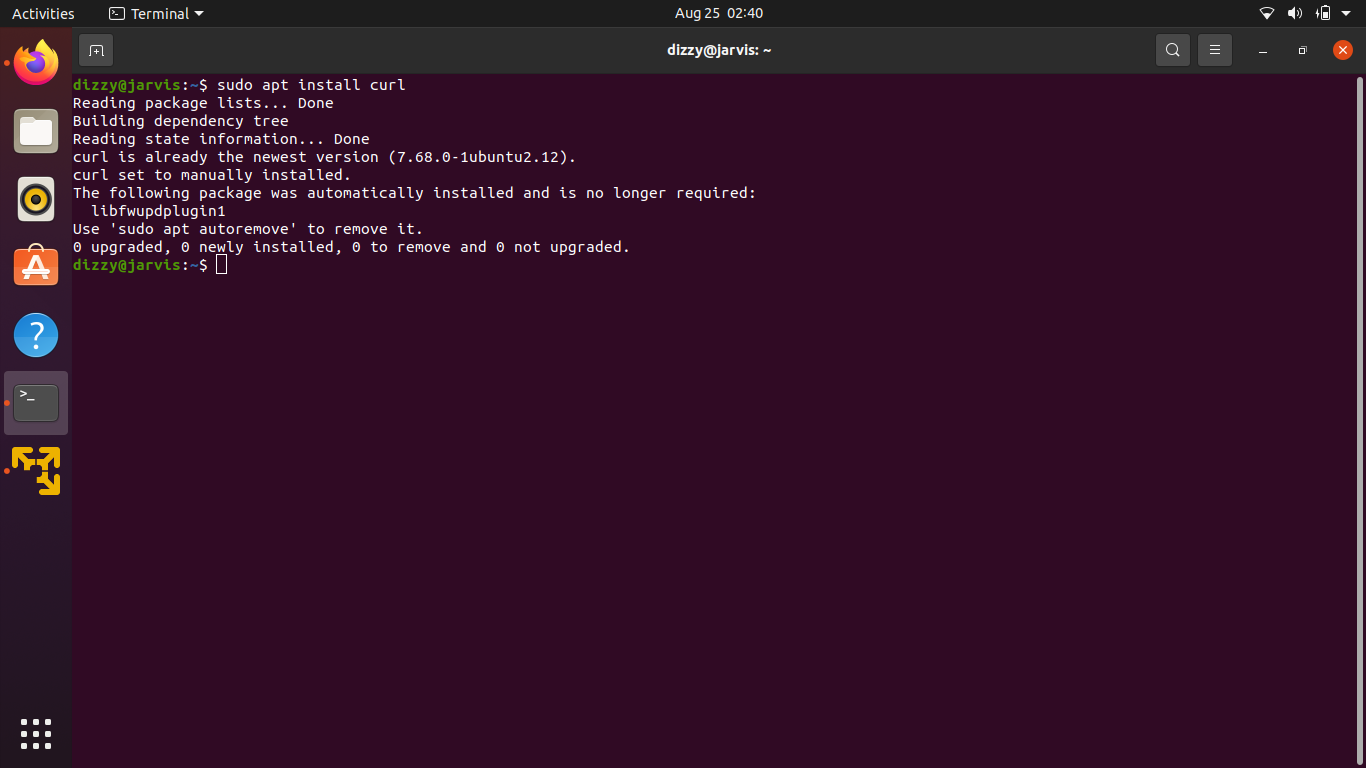 Activities
Terminal
Aug 25 02:40
dizzy@jarvis: ~
dizzy@jarvis:~$ sudo apt install curl
Reading package lists... Done
Building dependency tree
Reading state information... Done
curl is already the newest version (7.68.0-1ubuntu2.12).
curl set to manually installed.
The following package was automatically installed and is no longer required:
  libfwupdplugin1
Use 'sudo apt autoremove' to remove it.
0 upgraded, 0 newly installed, 0 to remove and 0 not upgraded.
dizzy@jarvis:~$